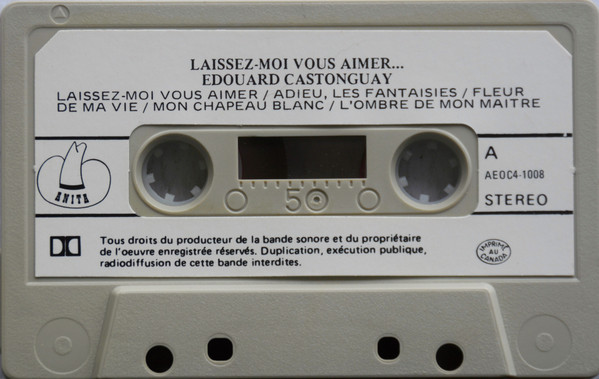 LAISSEZ-MOI VOUS AIMER...
EDOUARD CASTONGUAY
LAISSEZ-MOI VOUS AIMER / ADIEU, LES FANTAISIES / FLEUR
DE MA VIE / MON CHAPEAU BLANC / L'OMBRE DE MON MAITRE
A
AEOC4-1008
ANITA
50
STEREO
Tous droits du producteur de la bande sonore et du propriétaire
de l'oeuvre enregistrée réservés. Duplication, exécution publique,
radiodiffusion de cette bande interdites.
IMPRIMÉ
AU
CANADA